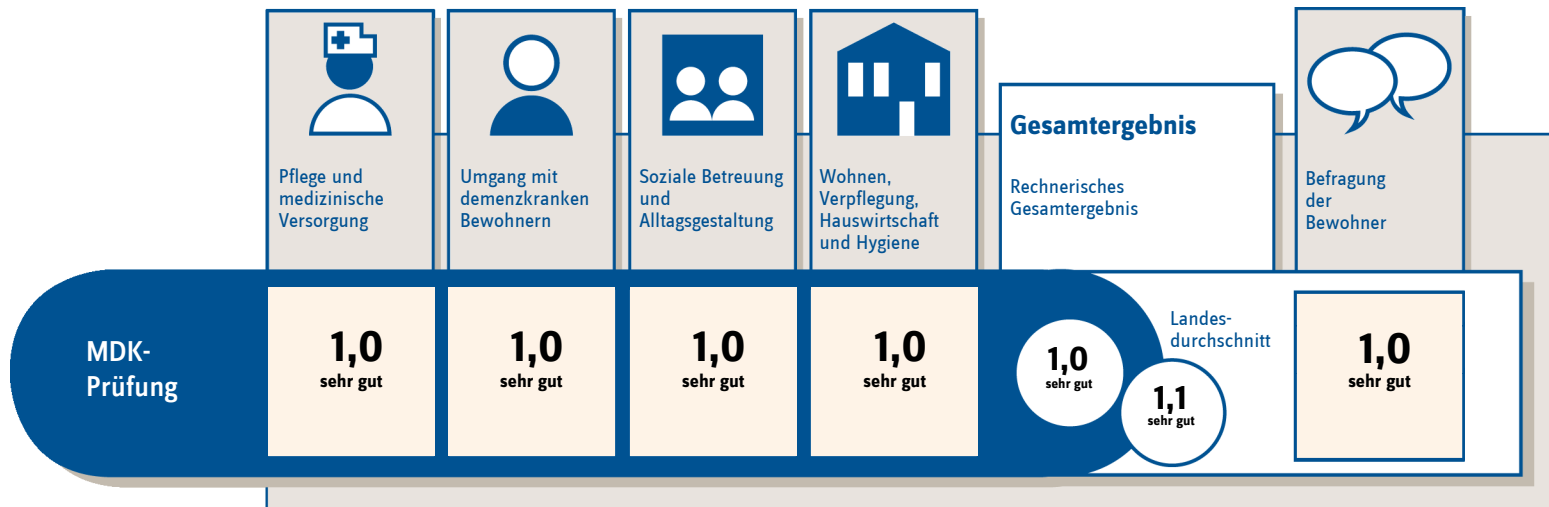 Pflege und
medizinische
Versorgung
Umgang mit
demenzkranken
Bewohnern
Soziale Betreuung
und
Alltagsgestaltung
Wohnen,
Verpflegung,
Hauswirtschaft
und Hygiene
Gesamtergebnis
Rechnerisches
Gesamtergebnis
Befragung
der
Bewohner
MDK-
Prüfung
1,0
sehr gut
1,0
sehr gut
1,0
sehr gut
1,0
sehr gut
1,0
sehr gut
Landes-
durchschnitt
1,1
sehr gut
1,0
sehr gut